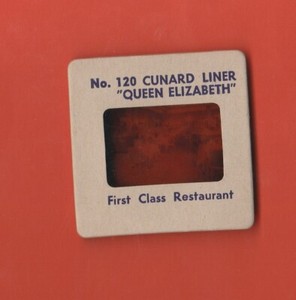 No. 120 CUNARD LINER
"QUEEN ELIZABETH"
First Class Restaurant